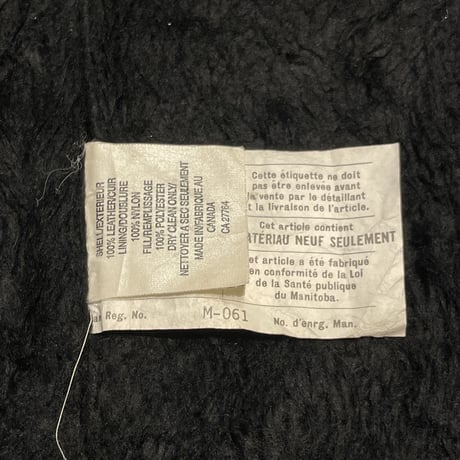 SHELL/EXTERIEUR
100% LEATHER/CUIR
LINING/DOUBLURE
100% NYLON
FILL/REMPLISSAGE
100% POLYESTER
DRY CLEAN ONLY/
NETTOYER A SEC SEULEMENT
MADE IN/FABRIQUE AU
CANADA
CA 27764
Cette étiquette ne doit
pas être enlevée avant
la vente par le détaillant
et la livraison de l'article.
Cet article contient
MATÉRIAU NEUF SEULEMENT
Cet article a été fabriqué
en conformité de la Loi
de la Santé publique
du Manitoba.
Reg. No. M-061 No. d'enrg. Man.